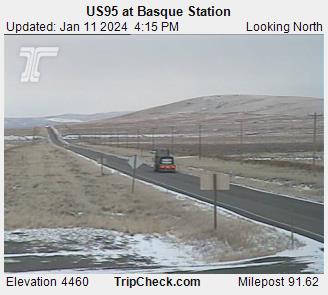 US95 at Basque Station
Updated: Jan 11 2024 4:15 PM Looking North
Elevation 4460 TripCheck.com Milepost 91.62